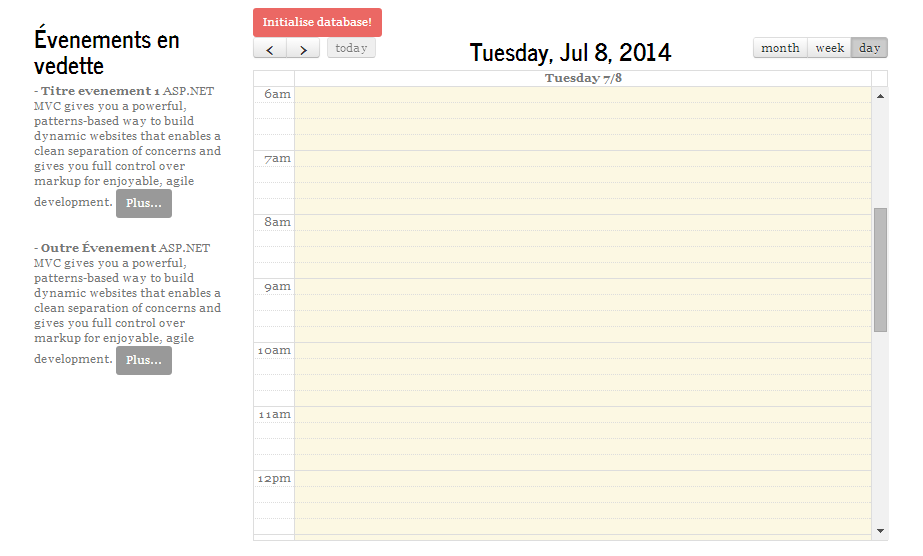 Évenements en
vedette
- Titre evenement 1 ASP.NET
MVC gives you a powerful,
patterns-based way to build
dynamic websites that enables a
clean separation of concerns and
gives you full control over
markup for enjoyable, agile
development. Plus...
- Outre Évenement ASP.NET
MVC gives you a powerful,
patterns-based way to build
dynamic websites that enables a
clean separation of concerns and
gives you full control over
markup for enjoyable, agile
development. Plus...
Initialise database!
today
Tuesday, Jul 8, 2014
month week day
Tuesday 7/8
6am
7am
8am
9am
10am
11am
12pm